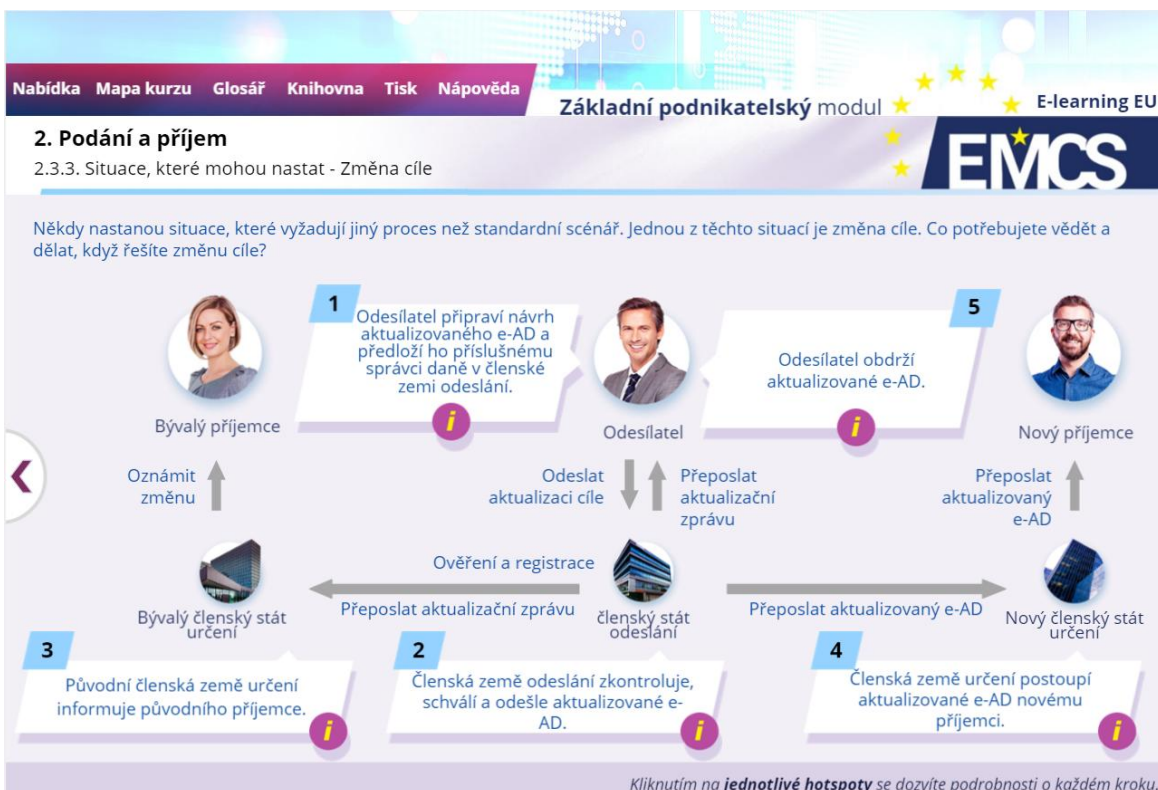 Nabídka Mapa kurzu Glosář Knihovna Tisk Nápověda
Základní podnikatelský modul
E-learning EU
EMCS
2. Podání a příjem
2.3.3. Situace, které mohou nastat - Změna cíle
Někdy nastanou situace, které vyžadují jiný proces než standardní scénář. Jednou z těchto situací je změna cíle. Co potřebujete vědět a
dělat, když řešíte změnu cíle?
1
Odesílatel připraví návrh
aktualizovaného e-AD a
předloží ho příslušnému
správci daně v členské
zemi odeslání.
i
5
Odesílatel obdrží
aktualizované e-AD.
i
Bývalý příjemce
Odesílatel
Nový příjemce
Oznámit
změnu
Odeslat
aktualizaci cíle
Přeposlat
aktualizační
zprávu
Přeposlat
aktualizovaný
e-AD
Ověření a registrace
Přeposlat aktualizační zprávu
Přeposlat aktualizovaný e-AD
Bývalý členský stát
určení
členský stát
odeslání
Nový členský stát
určení
3
Původní členská země určení
informuje původního příjemce.
i
2
Členská země odeslání zkontroluje,
schválí a odešle aktualizované e-
AD.
i
4
Členská země určení postoupí
aktualizované e-AD novému
příjemci.
i
Kliknutím na jednotlivé hotspoty se dozvíte podrobnosti o každém kroku.